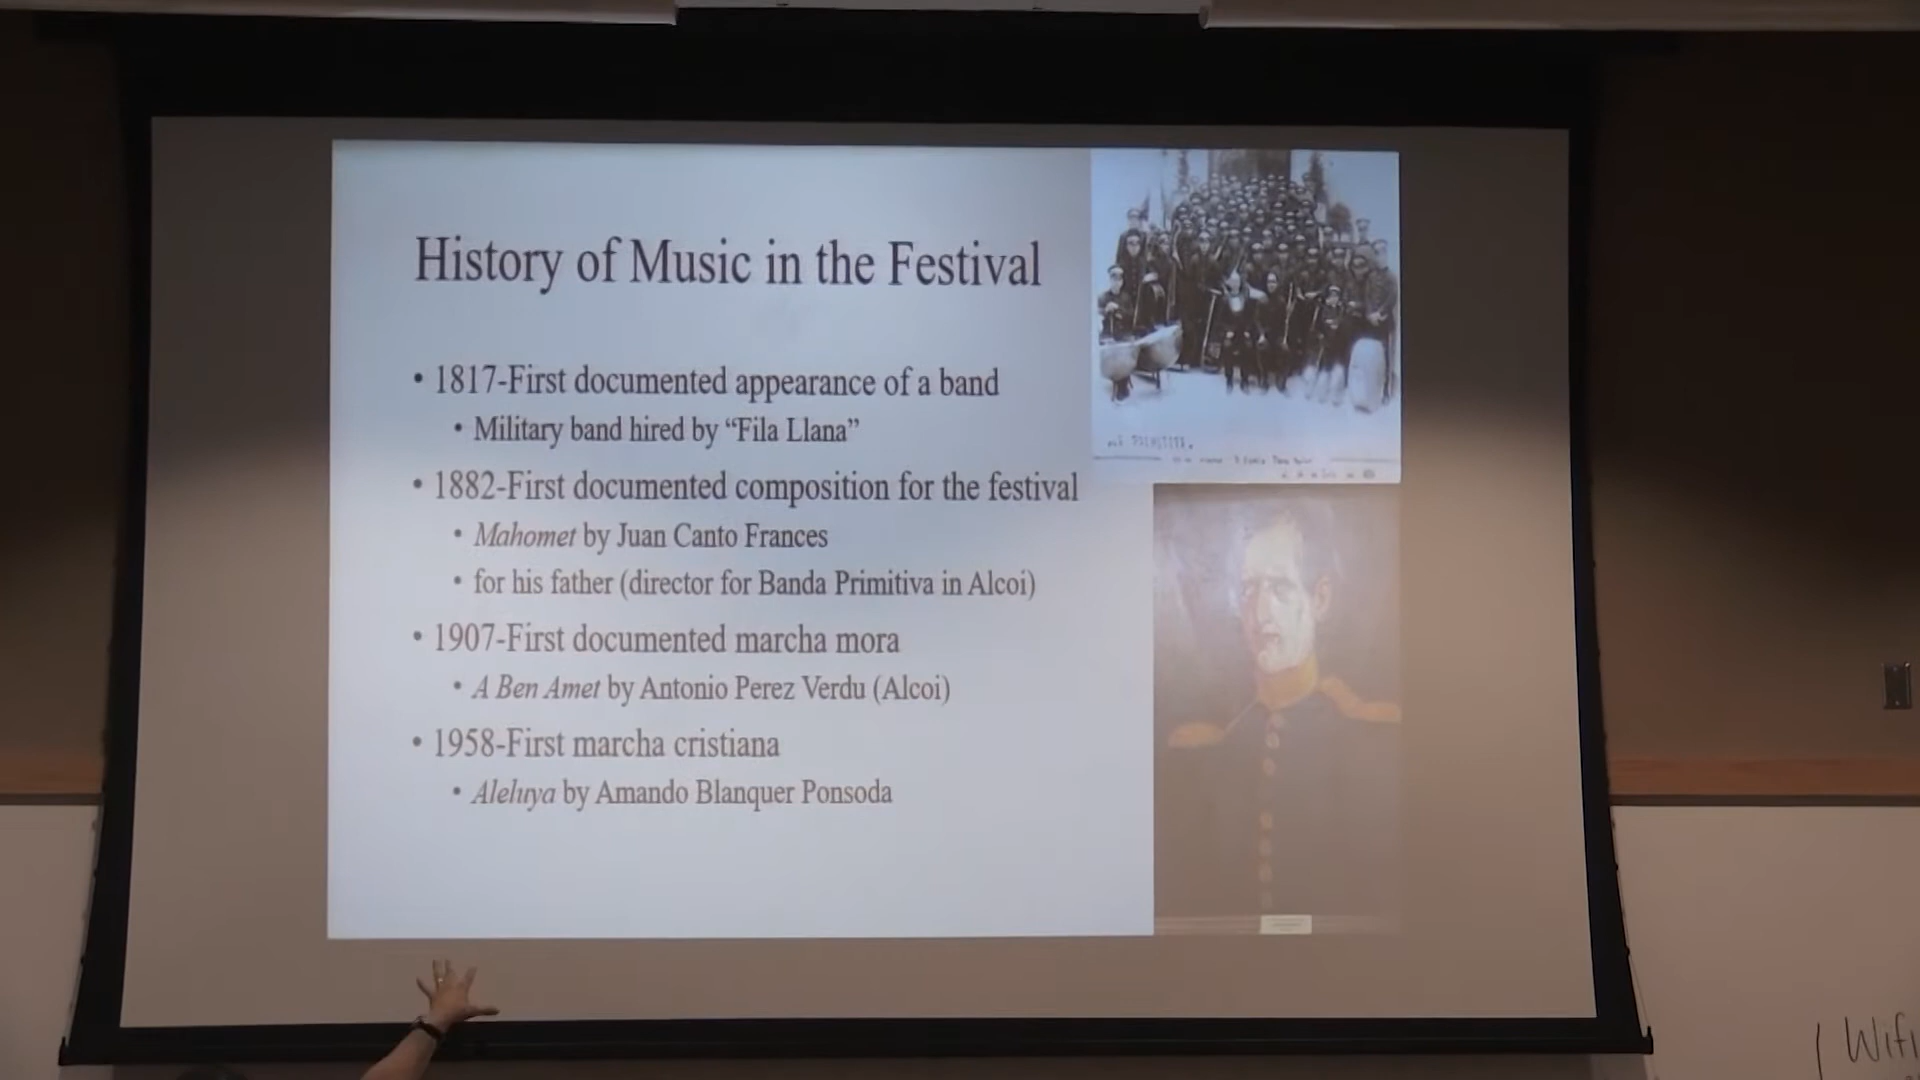 History of Music in the Festival
• 1817-First documented appearance of a band
• Military band hired by “Fila Llana”
• 1882-First documented composition for the festival
• Mahomet by Juan Canto Frances
• for his father (director for Banda Primitiva in Alcoi)
• 1907-First documented marcha mora
• A Ben Amet by Antonio Perez Verdu (Alcoi)
• 1958-First marcha cristiana
• Aleluya by Amando Blanquer Ponsoda
Wifi